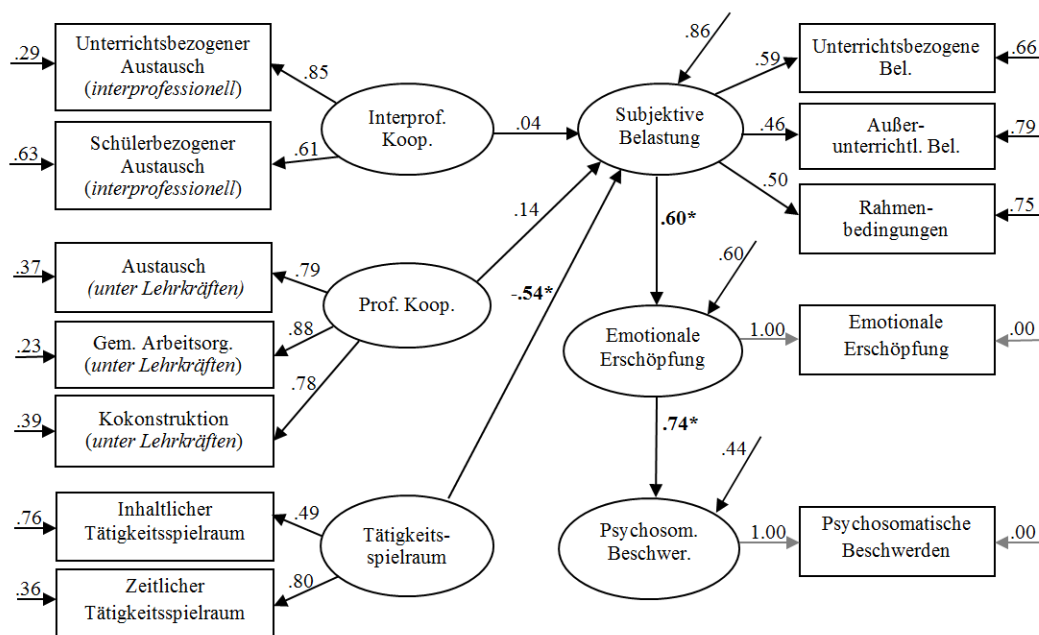 .29
Unterrichtsbezogener
Austausch
(interprofessionell)
.85
.63
Schülerbezogener
Austausch
(interprofessionell)
.61
Interprof.
Koop.
.04
.37
Austausch
(unter Lehrkräften)
.79
.23
Gem. Arbeitsorg.
(unter Lehrkräften)
.88
.39
Kokonstruktion
(unter Lehrkräften)
.78
Prof. Koop.
.14
.76
Inhaltlicher
Tätigkeitsspielraum
.49
.36
Zeitlicher
Tätigkeitsspielraum
.80
Tätigkeits-
spielraum
-.54*
.86
Subjektive
Belastung
.59
Unterrichtsbezogene
Bel.
.66
.46
Außer-
unterrichtl. Bel.
.79
.50
Rahmen-
bedingungen
.75
.60*
.60
Emotionale
Erschöpfung
1.00
Emotionale
Erschöpfung
.00
.74*
.44
Psychosom.
Beschwer.
1.00
Psychosomatische
Beschwerden
.00